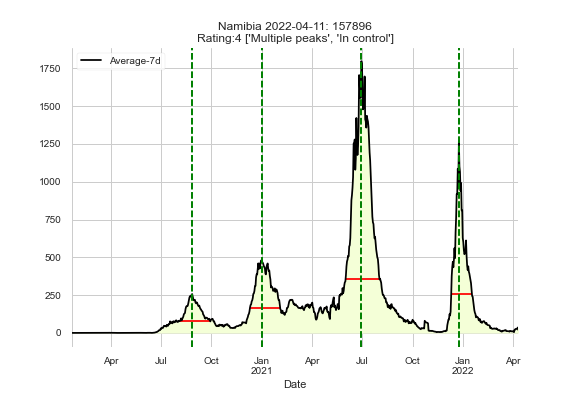 Namibia 2022-04-11: 157896
Rating:4 ['Multiple peaks', 'In control']
Average-7d
1750
1500
1250
1000
750
500
250
0
Apr Jul Oct Jan Apr Jul Oct Jan Apr
2021 2022
Date